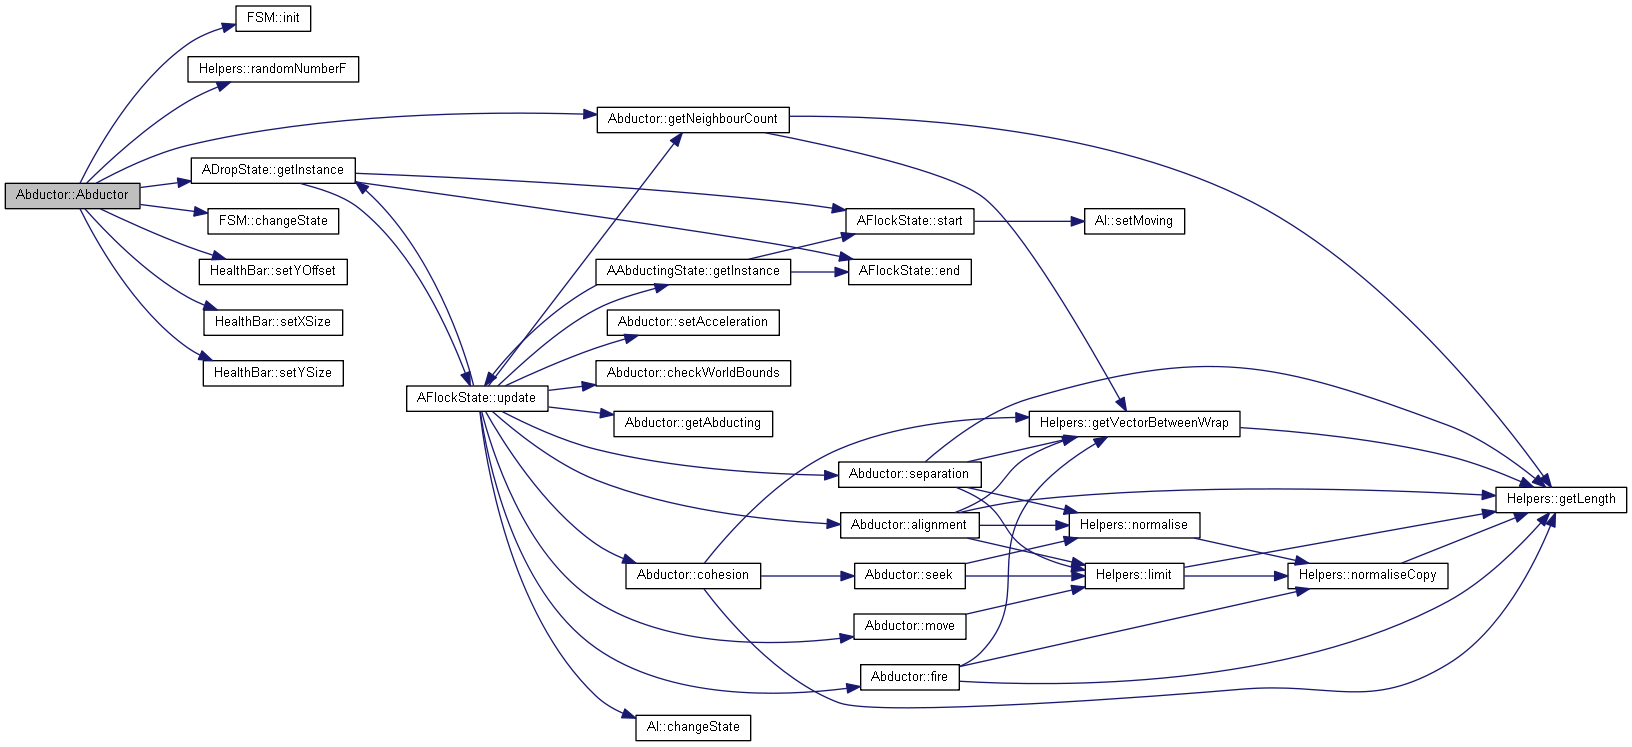 FSM::init
Helpers::randomNumberF
Abductor::getNeighbourCount
ADropState::getInstance
Abductor::Abductor
FSM::changeState
AFlockState::start
AI::setMoving
HealthBar::setYOffset
AAbductingState::getInstance
AFlockState::end
HealthBar::setXSize
Abductor::setAcceleration
HealthBar::setYSize
Abductor::checkWorldBounds
AFlockState::update
Abductor::getAbducting
Helpers::getVectorBetweenWrap
Abductor::separation
Helpers::getLength
Abductor::alignment
Helpers::normalise
Abductor::cohesion
Abductor::seek
Helpers::limit
Helpers::normaliseCopy
Abductor::move
Abductor::fire
AI::changeState